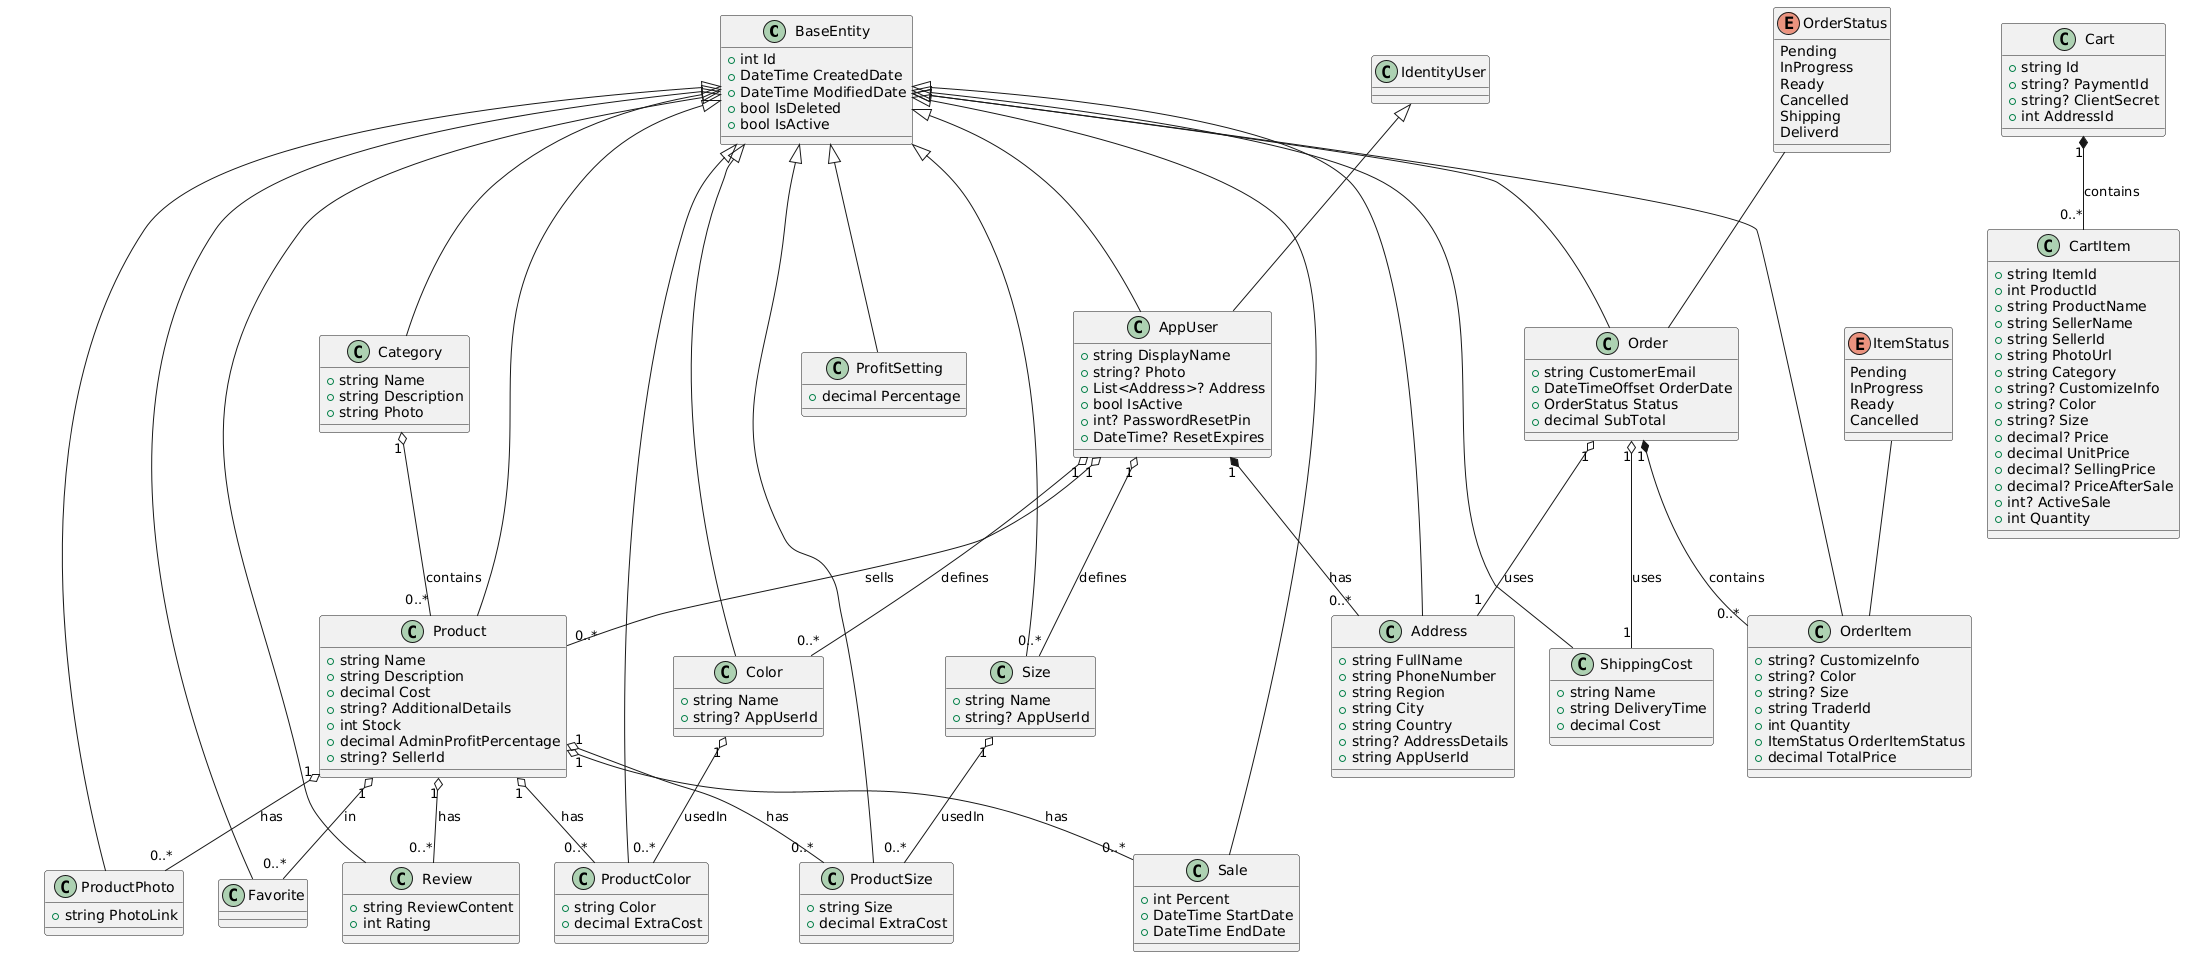 C BaseEntity
int Id
DateTime CreatedDate
DateTime ModifiedDate
bool IsDeleted
bool IsActive
C IdentityUser
E OrderStatus
Pending
InProgress
Ready
Cancelled
Shipping
Deliverd
C Cart
string Id
string? PaymentId
string? ClientSecret
int AddressId
1
contains
0..*
C CartItem
string ItemId
int ProductId
string ProductName
string SellerName
string SellerId
string PhotoUrl
string Category
string? CustomizeInfo
string? Color
string? Size
decimal? Price
decimal UnitPrice
decimal? SellingPrice
decimal? PriceAfterSale
int? ActiveSale
int Quantity
C Category
string Name
string Description
string Photo
C ProfitSetting
decimal Percentage
C AppUser
string DisplayName
string? Photo
List<Address>? Address
bool IsActive
int? PasswordResetPin
DateTime? ResetExpires
C Order
string CustomerEmail
DateTimeOffset OrderDate
OrderStatus Status
decimal SubTotal
E ItemStatus
Pending
InProgress
Ready
Cancelled
1
1
1
1
1
1
1
1
contains
sells
defines
defines
has
uses
uses
contains
0..*
0..*
0..*
0..*
0..*
1
1
0..*
C Product
string Name
string Description
decimal Cost
string? AdditionalDetails
int Stock
decimal AdminProfitPercentage
string? SellerId
C Color
string Name
string? AppUserId
C Size
string Name
string? AppUserId
C Address
string FullName
string PhoneNumber
string Region
string City
string Country
string? AddressDetails
string AppUserId
C ShippingCost
string Name
string DeliveryTime
decimal Cost
C OrderItem
string? CustomizeInfo
string? Color
string? Size
string TraderId
int Quantity
ItemStatus OrderItemStatus
decimal TotalPrice
1
1
1
1
1
1
1
1
has
in
has
has
usedIn
has
usedIn
has
0..*
0..*
0..*
0..*
0..*
0..*
0..*
0..*
C ProductPhoto
string PhotoLink
C Favorite
C Review
string ReviewContent
int Rating
C ProductColor
string Color
decimal ExtraCost
C ProductSize
string Size
decimal ExtraCost
C Sale
int Percent
DateTime StartDate
DateTime EndDate